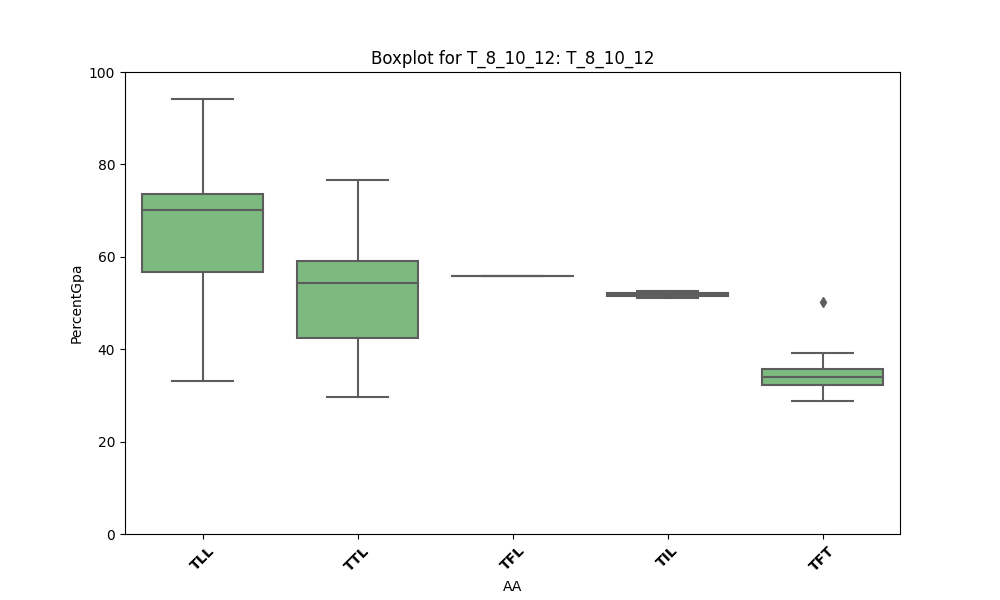 Boxplot for T_8_10_12: T_8_10_12
100
80
60
40
20
0
PercentGpa
TLL
TTL
TFL
TIL
TFT
AA